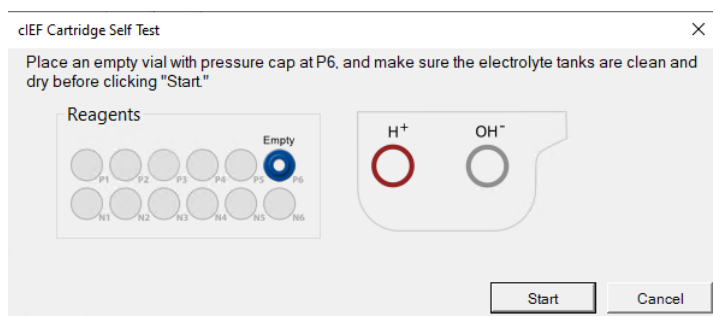 cIEF Cartridge Self Test
Place an empty vial with pressure cap at P6, and make sure the electrolyte tanks are clean and
dry before clicking "Start."
Reagents
Empty
P1 P2 P3 P4 P5 P6
N1 N2 N3 N4 N5 N6
H+ OH-
Start Cancel